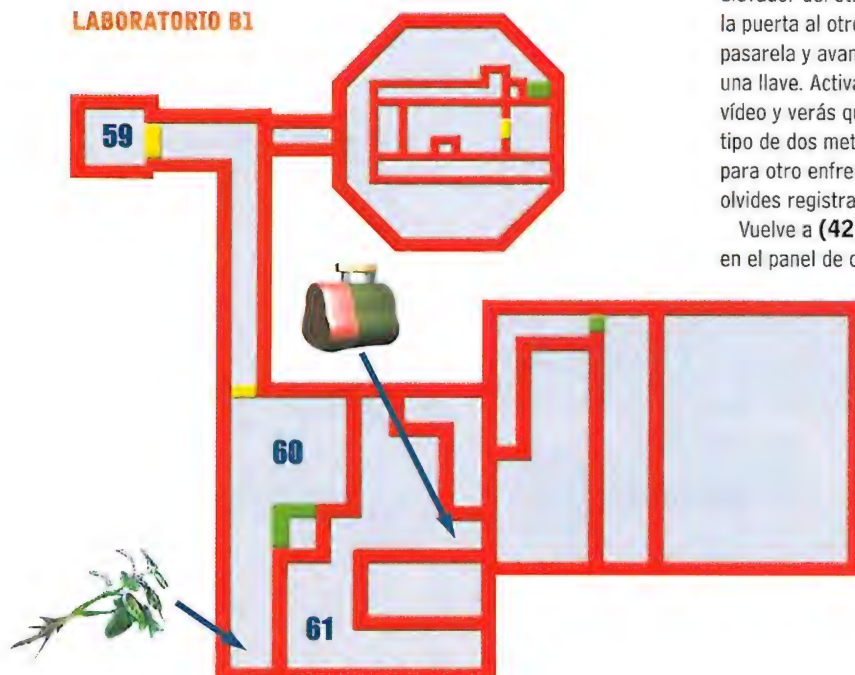 LABORATORIO B1
la puerta al otro
pasarela y avan
una llave. Activa
vídeo y verás qu
tipo de dos met
para otro enfre
olvides registra
Vuelve a (42
en el panel de c
59
60
61